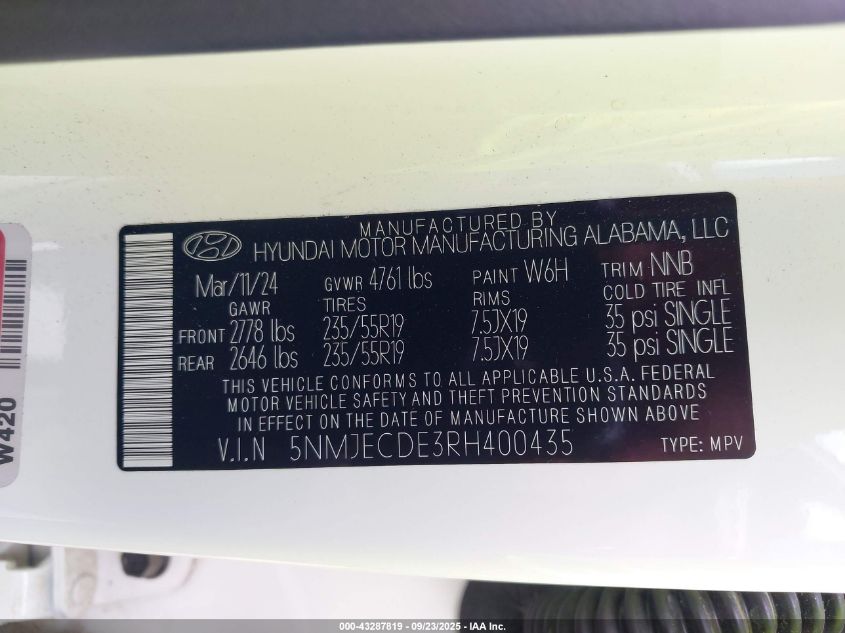 MANUFACTURED BY
HYUNDAI MOTOR MANUFACTURING ALABAMA, LLC
Mar/11/24 GVWR 4761 lbs PAINT W6H TRIM NNB
GAWR TIRES RIMS COLD TIRE INFL
FRONT 2778 lbs 235/55R19 7.5JX19 35 psi SINGLE
REAR 2646 lbs 235/55R19 7.5JX19 35 psi SINGLE
THIS VEHICLE CONFORMS TO ALL APPLICABLE U.S.A. FEDERAL
MOTOR VEHICLE SAFETY AND THEFT PREVENTION STANDARDS
IN EFFECT ON THE DATE OF MANUFACTURE SHOWN ABOVE
V.I.N 5NMJECDE3RH400435 TYPE: MPV
W420
000-43287819 - 09/23/2025 - IAA Inc.